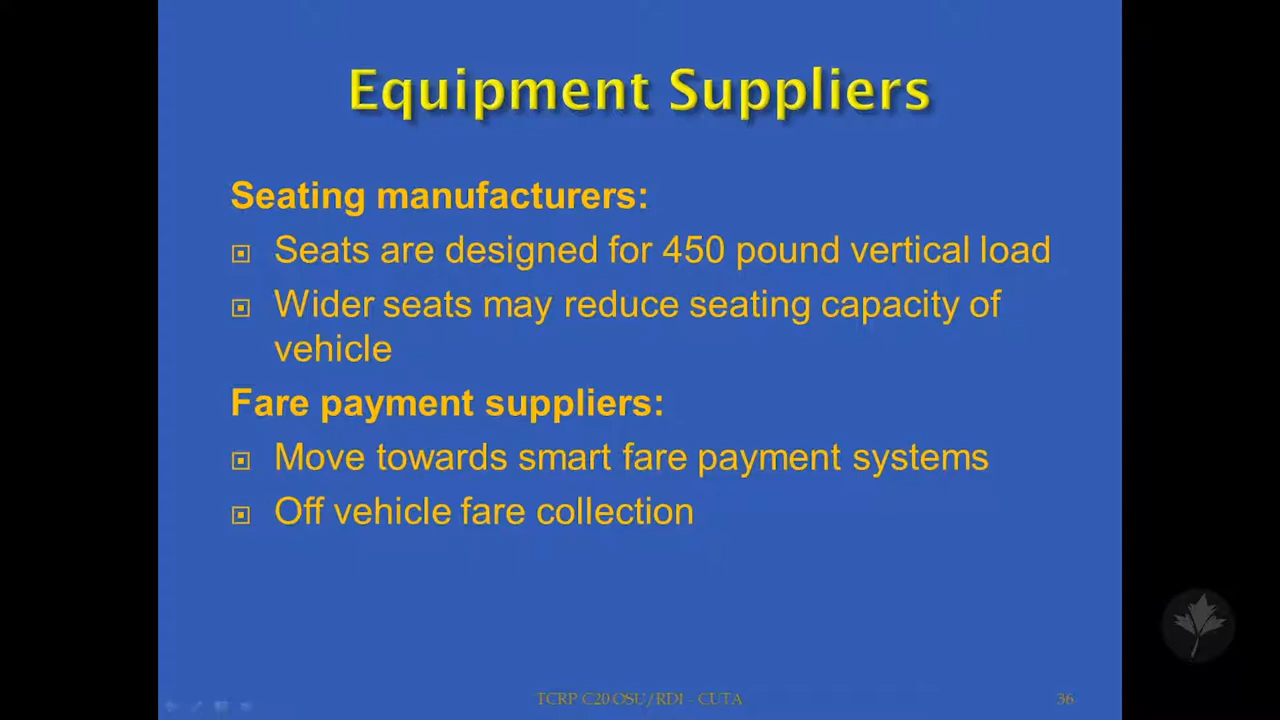 Equipment Suppliers
Seating manufacturers:
Seats are designed for 450 pound vertical load
Wider seats may reduce seating capacity of
vehicle
Fare payment suppliers:
Move towards smart fare payment systems
Off vehicle fare collection
TCRP C20 OSU/RDI - CUTA 36